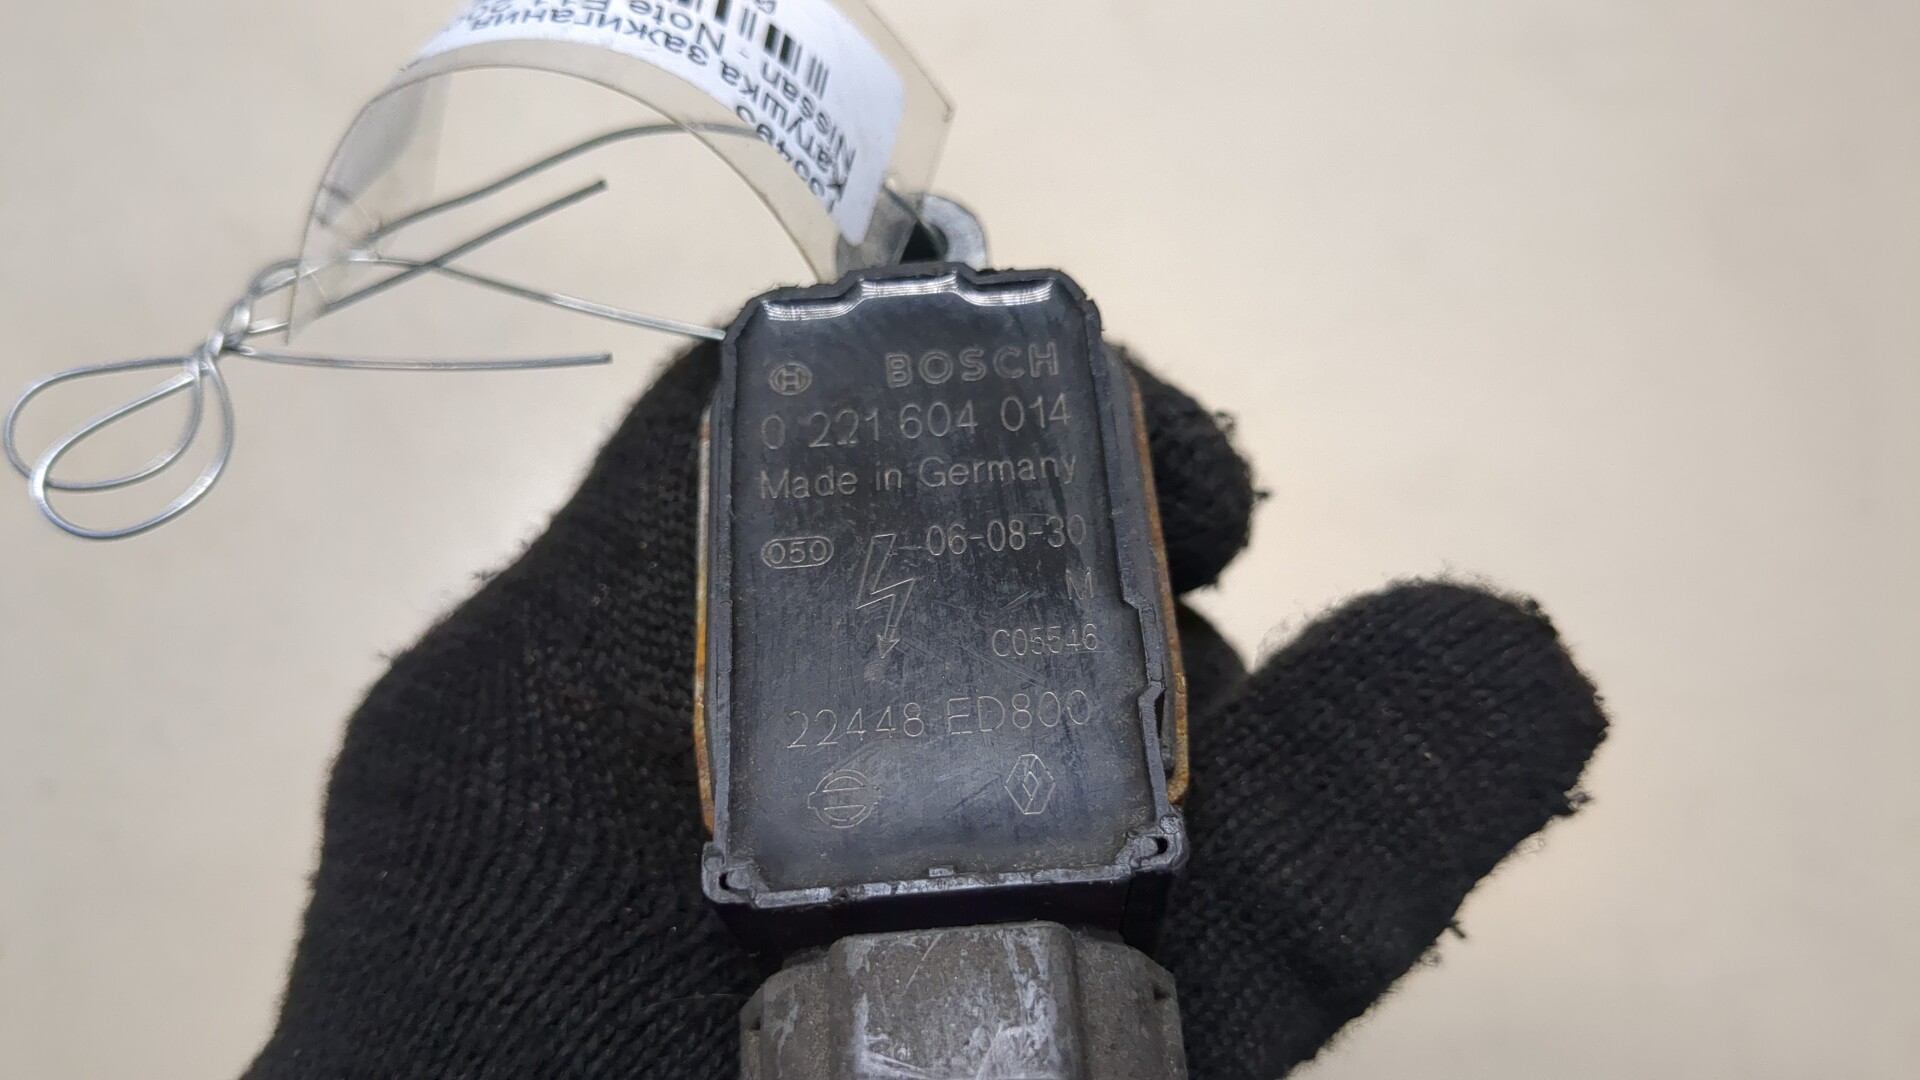 BOSCH
0 221 604 014
Made in Germany
050 06-08-30
M
C05546
22448 ED800
Катушка зажигания
Nissan - Note E11